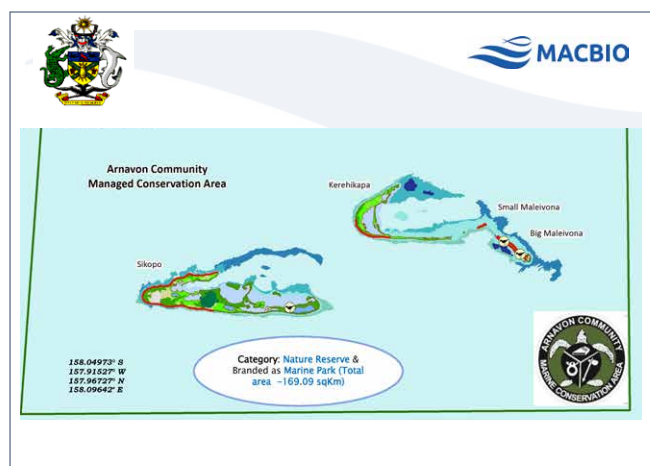 MACBIO
Arnavon Community
Managed Conservation Area
Kerehikapa
Small Maleivona
Big Maleivona
Sikopo
158.04973° S
157.91527° W
157.96727° N
158.09642° E
Category: Nature Reserve &
Branded as Marine Park (Total
area ~169.09 sqKm)
ARNAVON COMMUNITY
MARINE CONSERVATION AREA